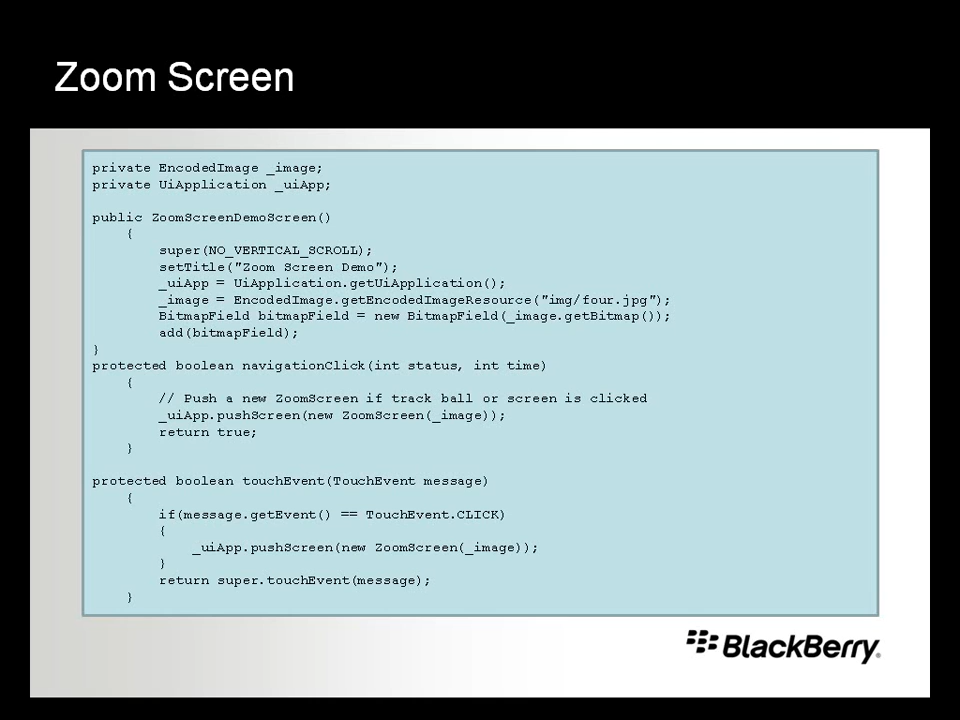 Zoom Screen
private EncodedImage _image;
private UiApplication _uiApp;
public ZoomScreenDemoScreen()
{
super(NO_VERTICAL_SCROLL);
setTitle("Zoom Screen Demo");
_uiApp = UiApplication.getUiApplication();
_image = EncodedImage.getEncodedImageResource("img/four.jpg");
BitmapField bitmapField = new BitmapField(_image.getBitmap());
add(bitmapField);
}
protected boolean navigationClick(int status, int time)
{
// Push a new ZoomScreen if track ball or screen is clicked
_uiApp.pushScreen(new ZoomScreen(_image));
return true;
}
protected boolean touchEvent(TouchEvent message)
{
if(message.getEvent() == TouchEvent.CLICK)
{
_uiApp.pushScreen(new ZoomScreen(_image));
}
return super.touchEvent(message);
}
BlackBerry